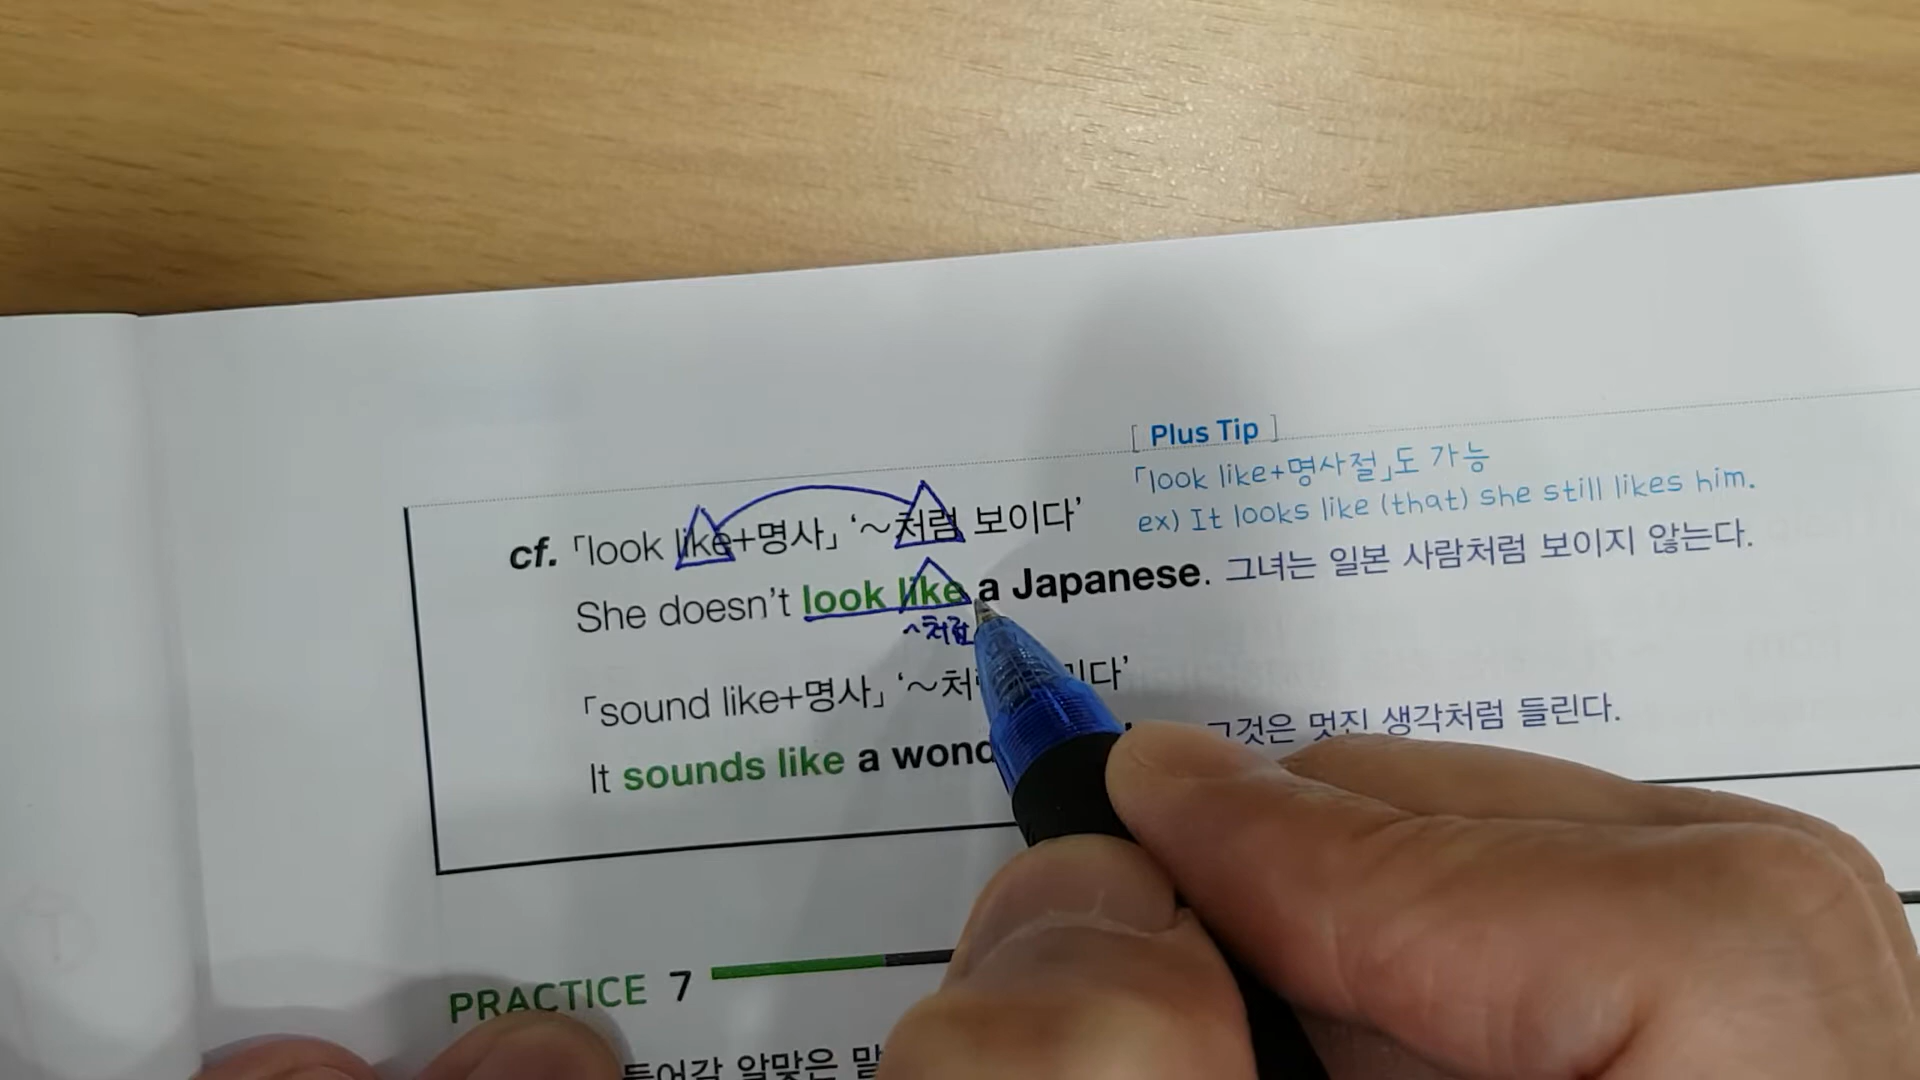 [ Plus Tip ]
「look like+명사절」도 가능
ex) It looks like (that) she still likes him.
cf. 「look like+명사」 ‘~처럼 보이다’
She doesn't look like a Japanese. 그녀는 일본 사람처럼 보이지 않는다.
~처럼
「sound like+명사」 ‘~처
It sounds like a 그것은 멋진 생각처럼 들린다.
PRACTICE 7
알맞은